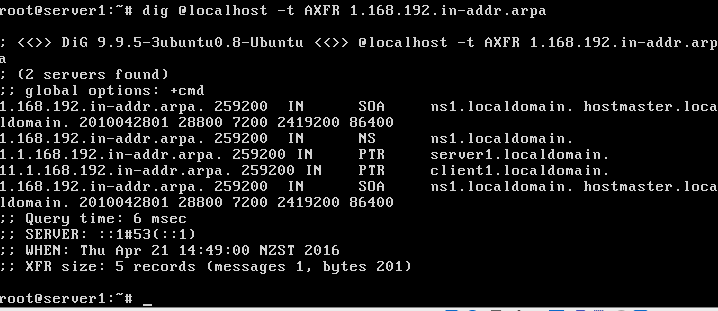 root@server1:~# dig @localhost -t AXFR 1.168.192.in-addr.arpa

; <<>> DiG 9.9.5-3ubuntu0.8-Ubuntu <<>> @localhost -t AXFR 1.168.192.in-addr.arp
a
; (2 servers found)
;; global options: +cmd
1.168.192.in-addr.arpa. 259200 IN SOA ns1.localdomain. hostmaster.loca
ldomain. 2010042801 28800 7200 2419200 86400
1.168.192.in-addr.arpa. 259200 IN NS ns1.localdomain.
1.1.168.192.in-addr.arpa. 259200 IN PTR server1.localdomain.
11.1.168.192.in-addr.arpa. 259200 IN PTR client1.localdomain.
1.168.192.in-addr.arpa. 259200 IN SOA ns1.localdomain. hostmaster.loca
ldomain. 2010042801 28800 7200 2419200 86400
;; Query time: 6 msec
;; SERVER: ::1#53(::1)
;; WHEN: Thu Apr 21 14:49:00 NZST 2016
;; XFR size: 5 records (messages 1, bytes 201)

root@server1:~# _